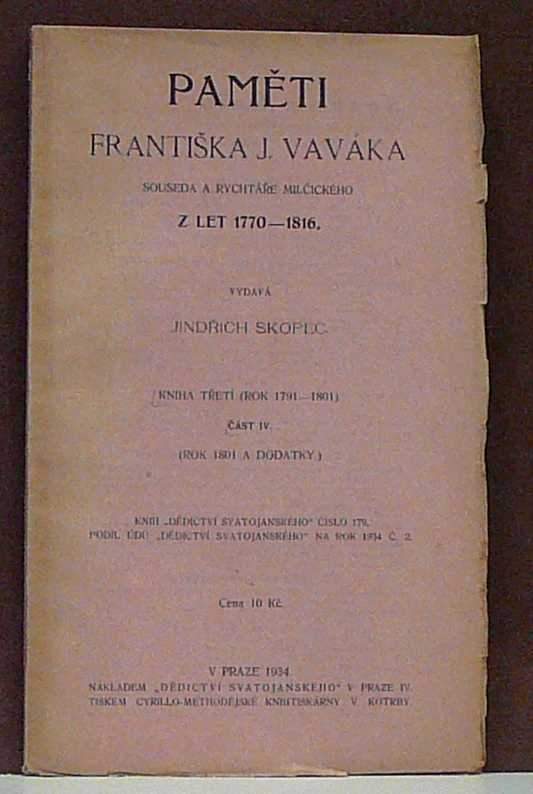 PAMĚTI
FRANTIŠKA J. VAVÁKA
SOUSEDA A RYCHTÁŘE MILČICKÉHO
Z LET 1770—1816.
VYDAVÁ
JINDŘICH SKOPEC.
KNIHA TŘETÍ (ROK 1791—1801)
ČÁST IV.
(ROK 1801 A DODATKY.)
KNIH „DĚDICTVÍ SVATOJANSKÉHO“ ČÍSLO 179.
PODÍL ÚDŮ „DĚDICTVÍ SVATOJANSKÉHO“ NA ROK 1934 Č. 2.
Cena 10 Kč.
V PRAZE 1934
NÁKLADEM „DĚDICTVÍ SVATOJANSKÉHO“ V PRAZE IV.
TISKEM CYRILLO-METHODĚJSKÉ KNIHTISKÁRNY V. KOTRBY